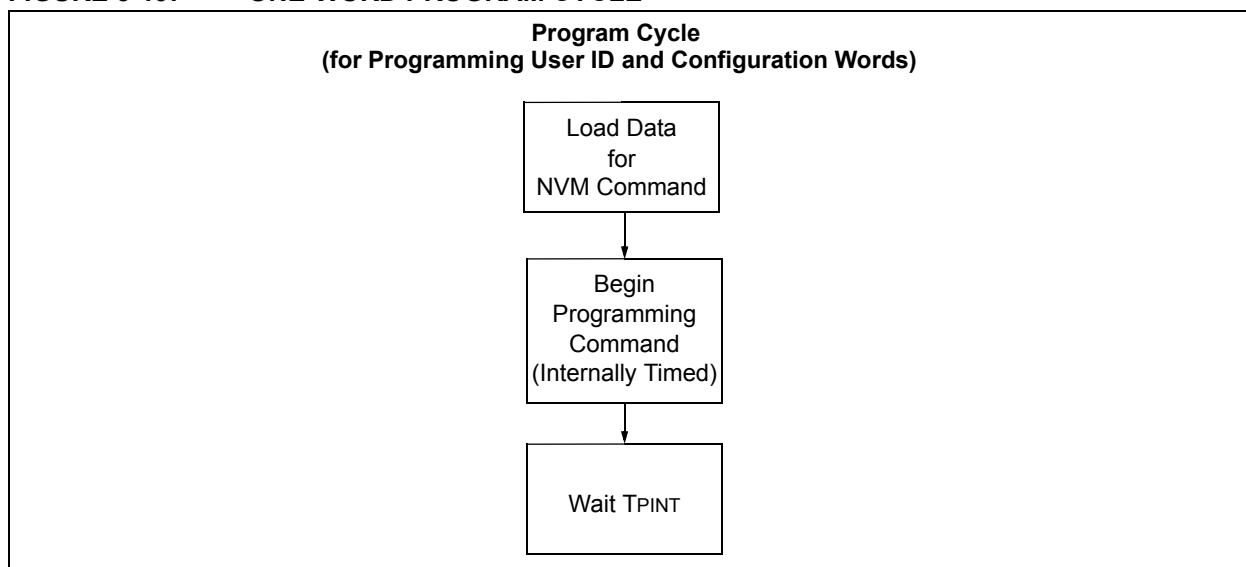 Program Cycle
(for Programming User ID and Configuration Words)
Load Data
for
NVM Command
Begin
Programming
Command
(Internally Timed)
Wait TPINT